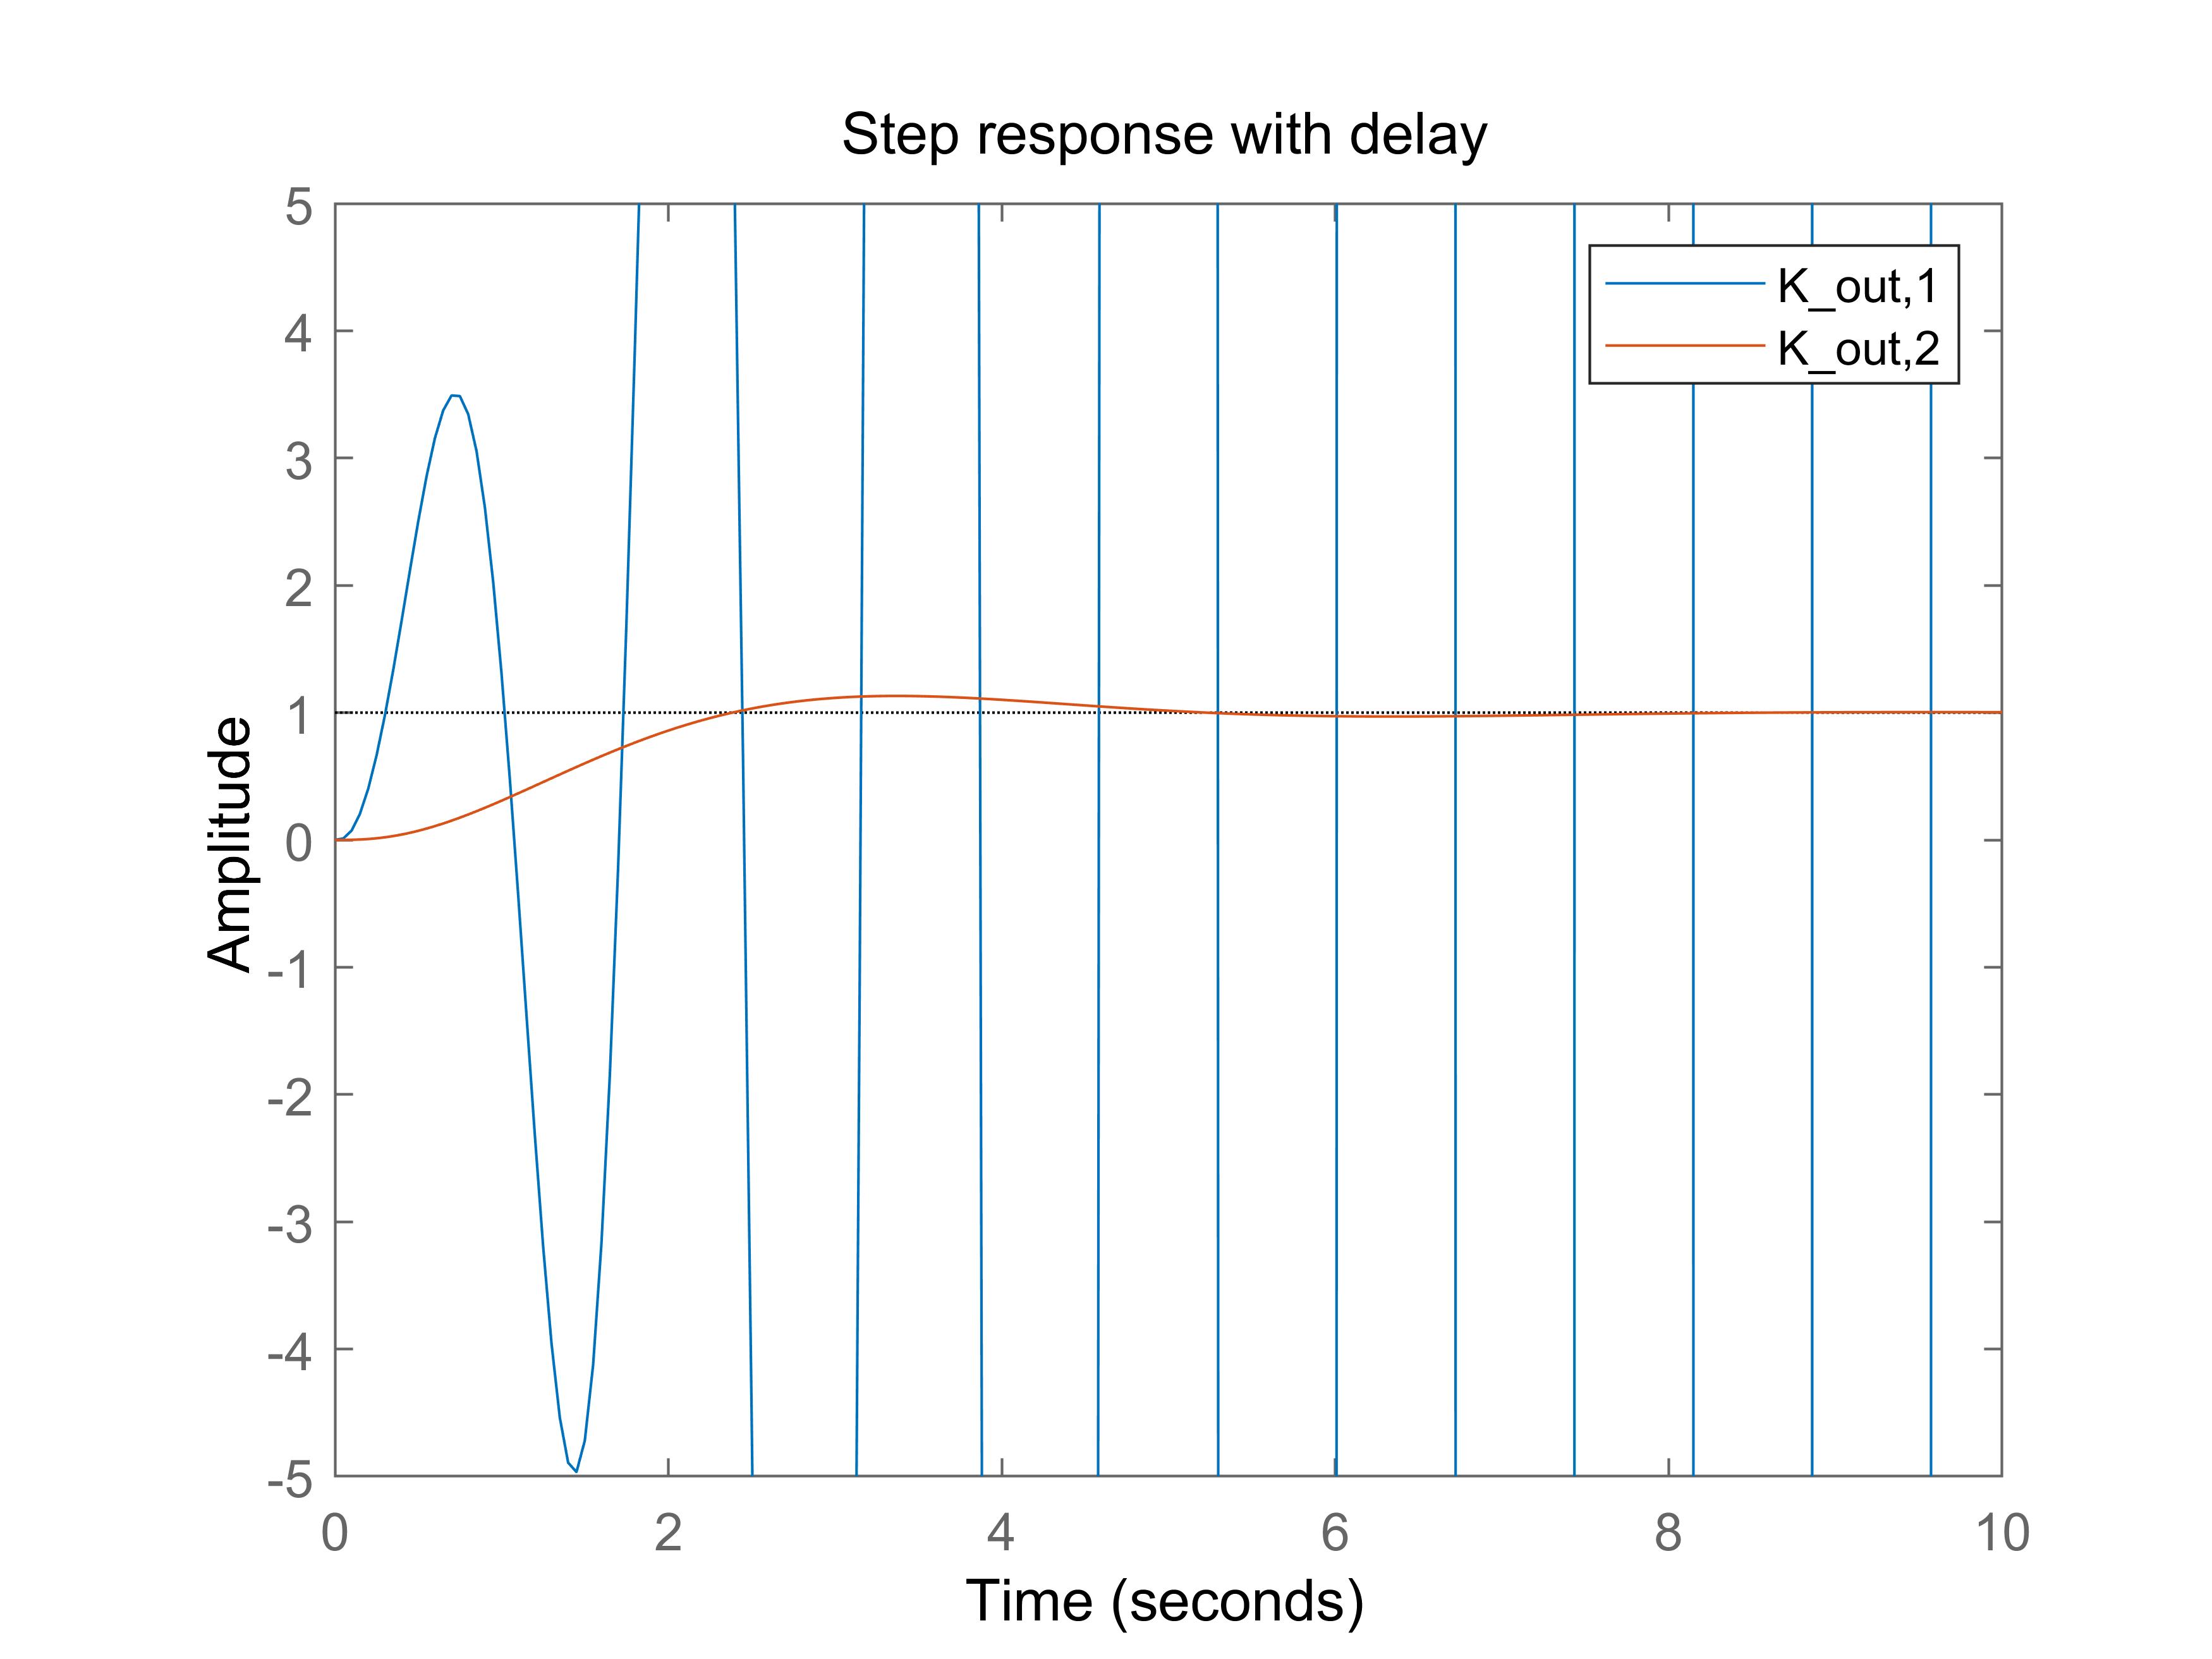 Step response with delay
5
4
3
2
1
0
-1
-2
-3
-4
-5
Amplitude
K_out,1
K_out,2
0 2 4 6 8 10
Time (seconds)